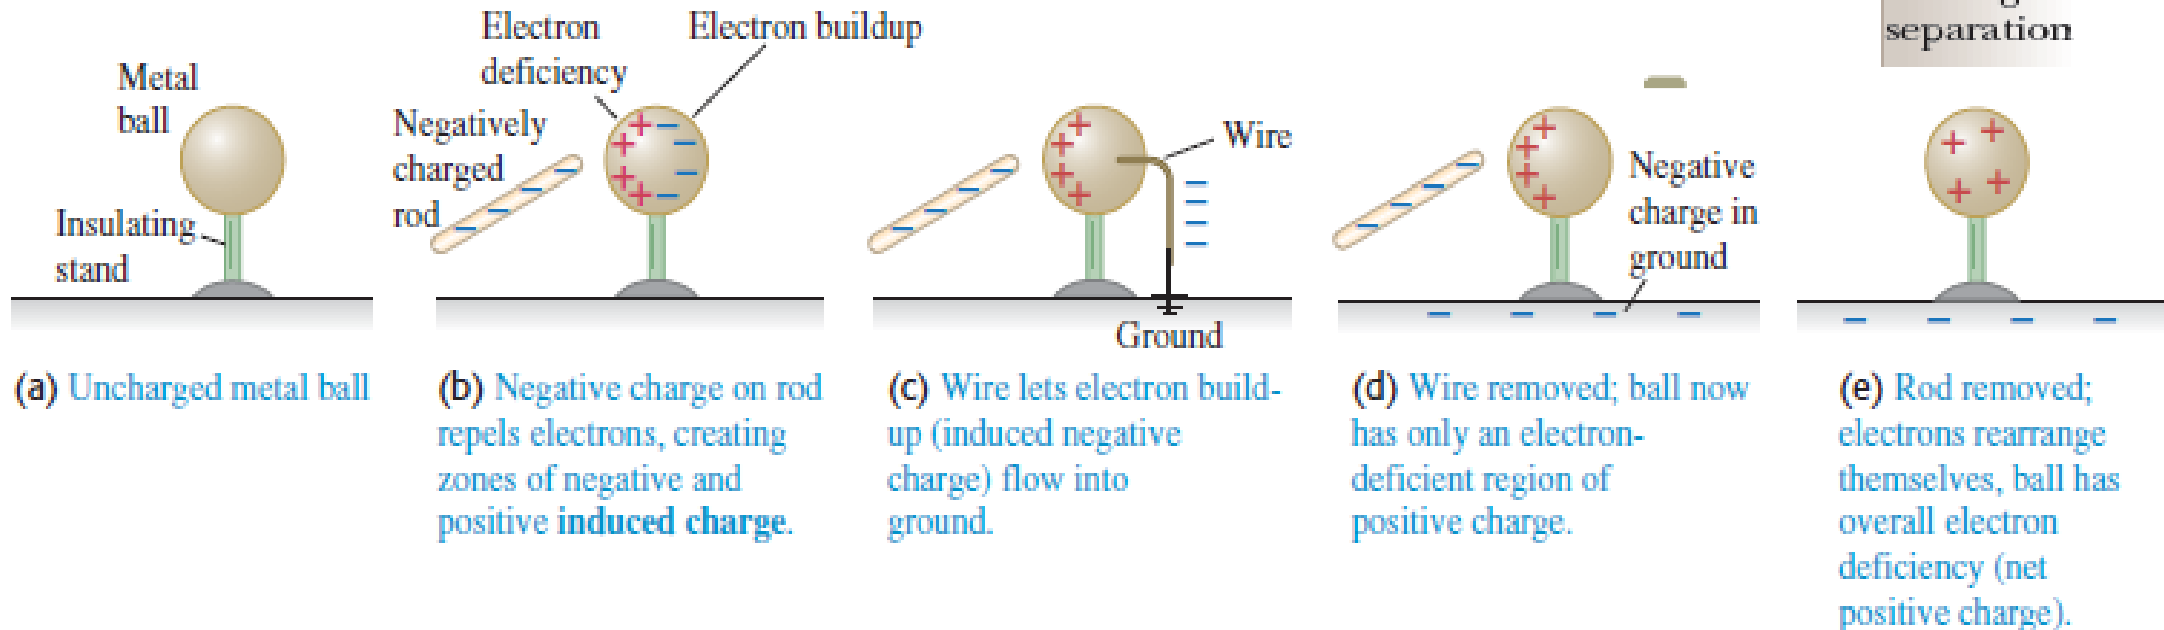 separation
Metal
ball
Insulating
stand
(a) Uncharged metal ball
Electron
deficiency
Electron buildup
Negatively
charged
rod
(b) Negative charge on rod
repels electrons, creating
zones of negative and
positive induced charge.
Wire
Ground
(c) Wire lets electron build-
up (induced negative
charge) flow into
ground.
Negative
charge in
ground
(d) Wire removed; ball now
has only an electron-
deficient region of
positive charge.
(e) Rod removed;
electrons rearrange
themselves, ball has
overall electron
deficiency (net
positive charge).